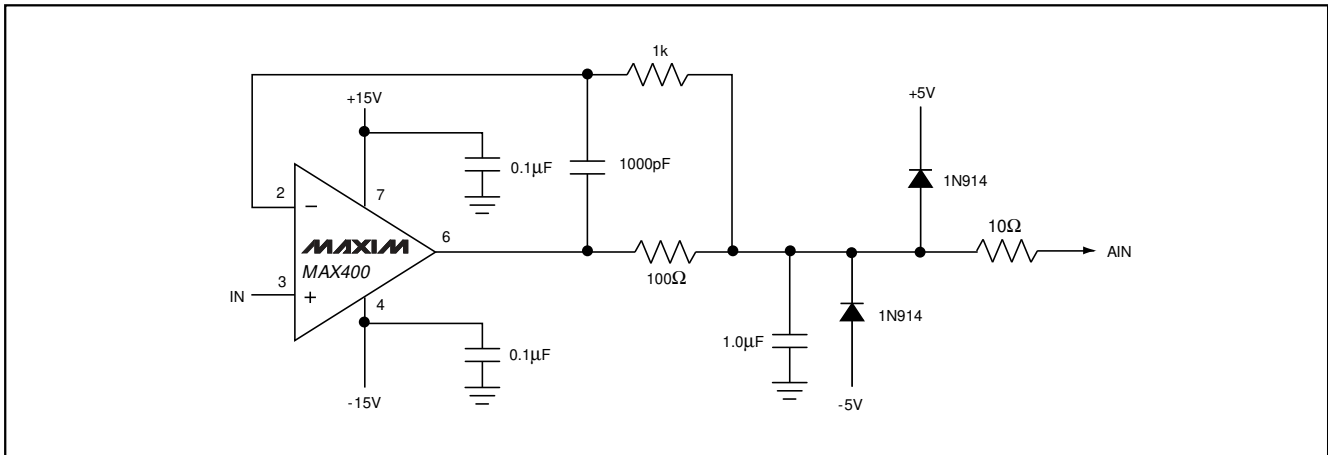 1k
+15V
+5V
0.1µF
1000pF
1N914
2
7
−
6
10Ω
MAXIM
MAX400
100Ω
AIN
IN
3
+
4
1N914
1.0µF
0.1µF
-15V
-5V